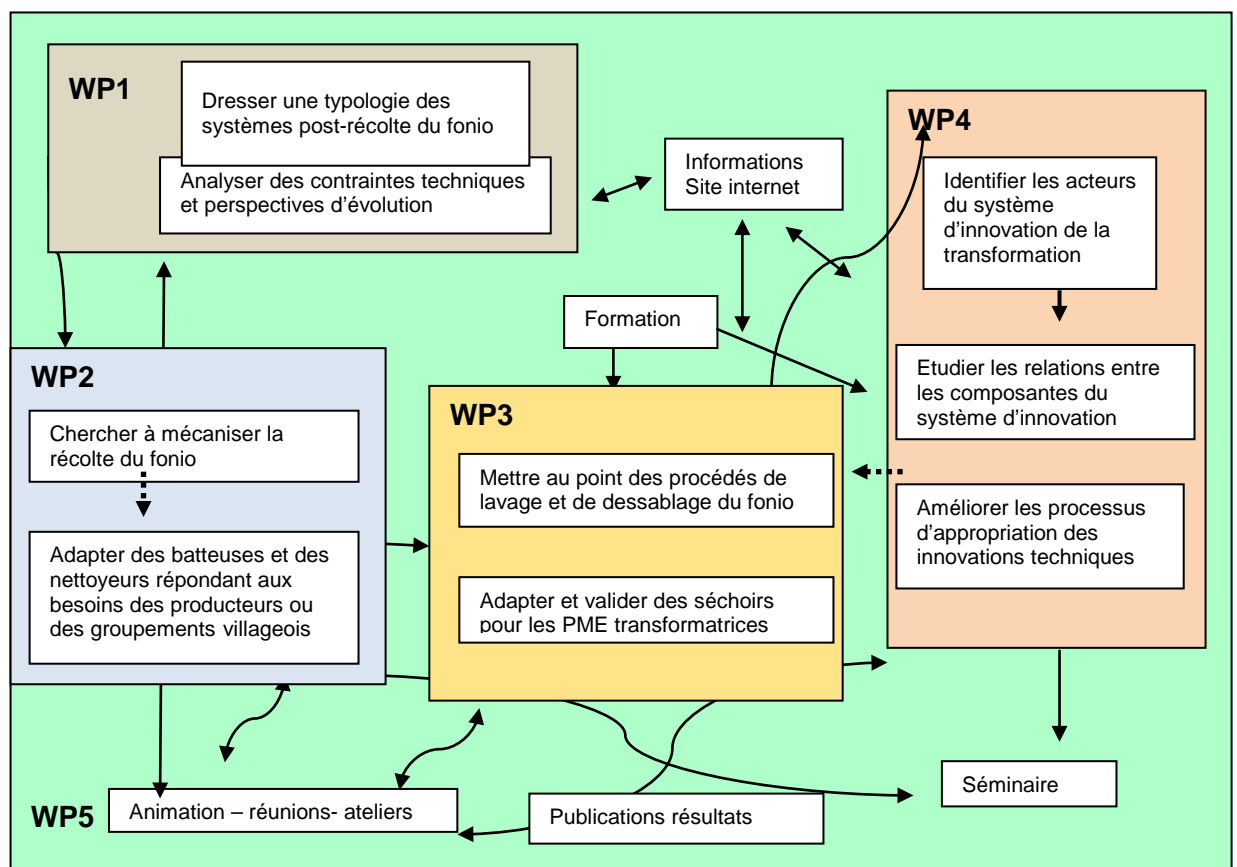 WP1
Dresser une typologie des
systèmes post-récolte du fonio
Analyser des contraintes techniques
et perspectives d'évolution
Informations
Site internet
WP4
Identifier les acteurs
du système
d'innovation de la
transformation
Formation
Etudier les relations entre
les composantes du
système d'innovation
Améliorer les processus
d'appropriation des
innovations techniques
WP2
Chercher à mécaniser la
récolte du fonio
Adapter des batteuses et des
nettoyeurs répondant aux
besoins des producteurs ou
des groupements villageois
WP3
Mettre au point des procédés de
lavage et de dessablage du fonio
Adapter et valider des séchoirs
pour les PME transformatrices
WP5
Animation – réunions- ateliers
Publications résultats
Séminaire